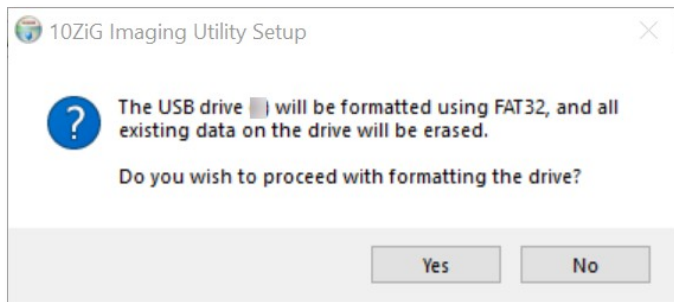 10ZiG Imaging Utility Setup
The USB drive ( ) will be formatted using FAT32, and all
existing data on the drive will be erased.
Do you wish to proceed with formatting the drive?
Yes
No